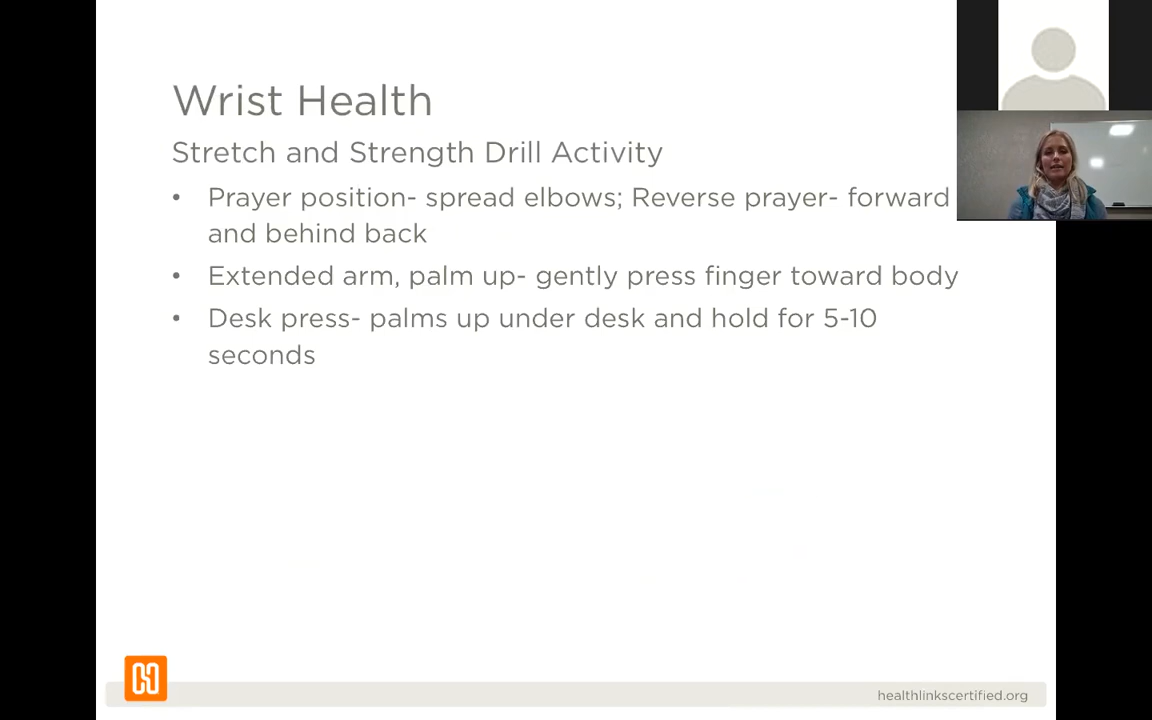 Wrist Health
Stretch and Strength Drill Activity
• Prayer position- spread elbows; Reverse prayer- forward
and behind back
• Extended arm, palm up- gently press finger toward body
• Desk press- palms up under desk and hold for 5-10
seconds
healthlinkscertified.org